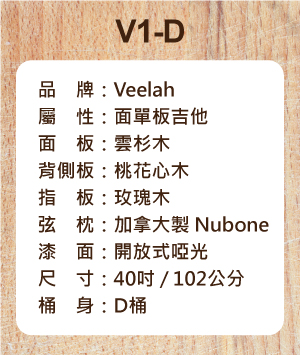 V1-D
品　牌：Veelah
屬　性：面單板吉他
面　板：雲杉木
背側板：桃花心木
指　板：玫瑰木
弦　枕：加拿大製 Nubone
漆　面：開放式啞光
尺　寸：40吋 / 102公分
桶　身：D桶